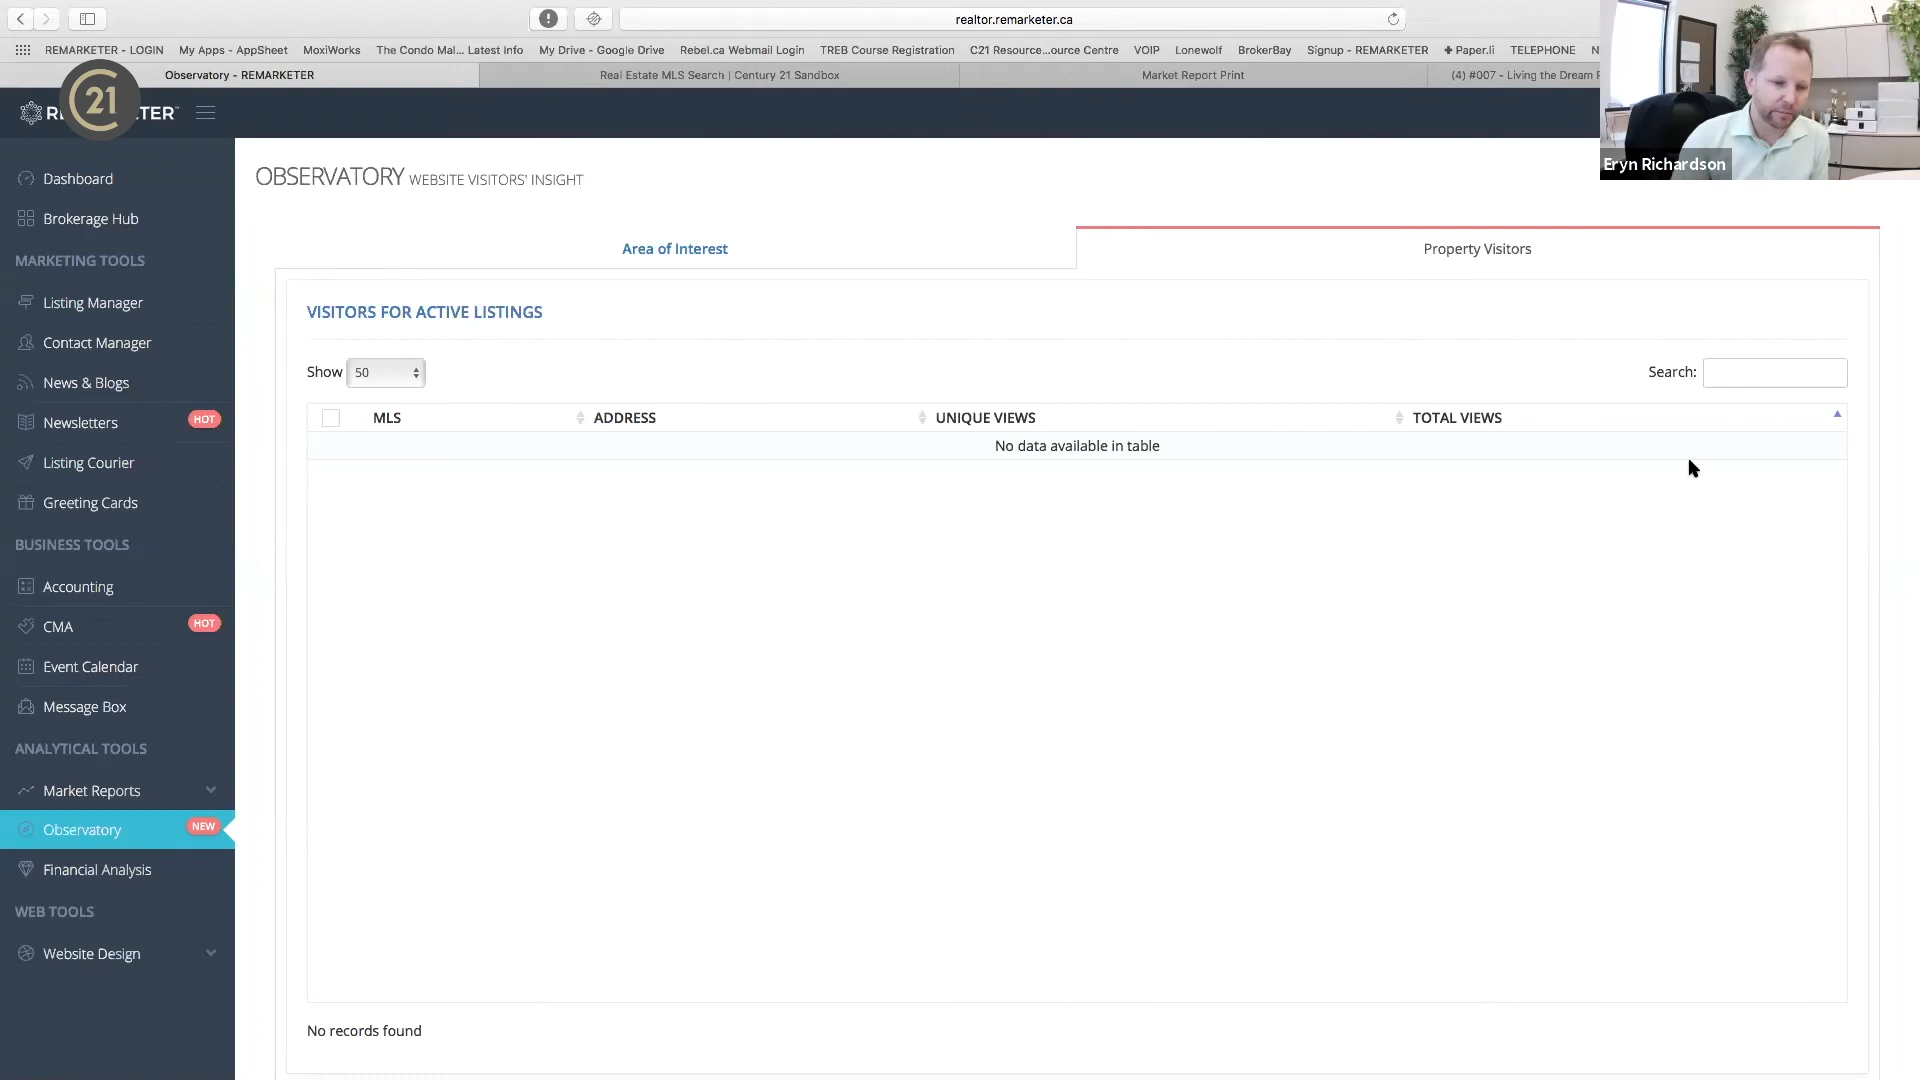 realtor.remarketer.ca
REMARKETER - LOGIN My Apps - AppSheet MoxiWorks The Condo Mal... Latest Info My Drive - Google Drive Rebel.ca Webmail Login TREB Course Registration C21 Resource...ource Centre VOIP Lonewolf BrokerBay Signup - REMARKETER Paper.li TELEPHONE N
Observatory - REMARKETER Real Estate MLS Search | Century 21 Sandbox Market Report Print (4) #007 - Living the Dream
21
Eryn Richardson
Dashboard
Brokerage Hub
MARKETING TOOLS
Listing Manager
Contact Manager
News & Blogs
Newsletters HOT
Listing Courier
Greeting Cards
BUSINESS TOOLS
Accounting
CMA HOT
Event Calendar
Message Box
ANALYTICAL TOOLS
Market Reports
Observatory NEW
Financial Analysis
WEB TOOLS
Website Design
OBSERVATORY WEBSITE VISITORS' INSIGHT
Area of Interest Property Visitors
VISITORS FOR ACTIVE LISTINGS
Show 50 Search:
MLS ADDRESS UNIQUE VIEWS TOTAL VIEWS
No data available in table
No records found